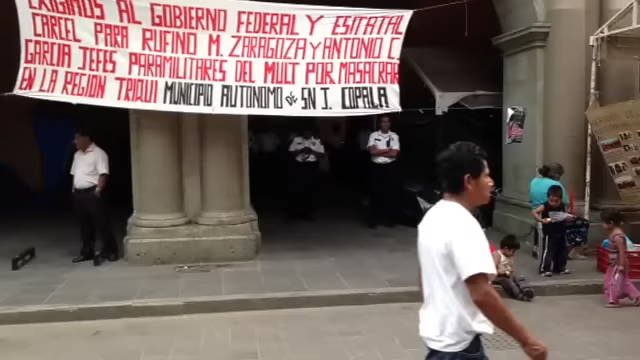 EXIGIMOS AL GOBIERNO FEDERAL Y ESTATAL
CARCEL PARA RUFINO M. ZARAGOZA Y ANTONIO C.
GARCIA JEFES PARAMILITARES DEL MULT POR MASACRAR
EN LA REGION TRIQUI MUNICIPIO AUTONOMO de SN J. COPALA